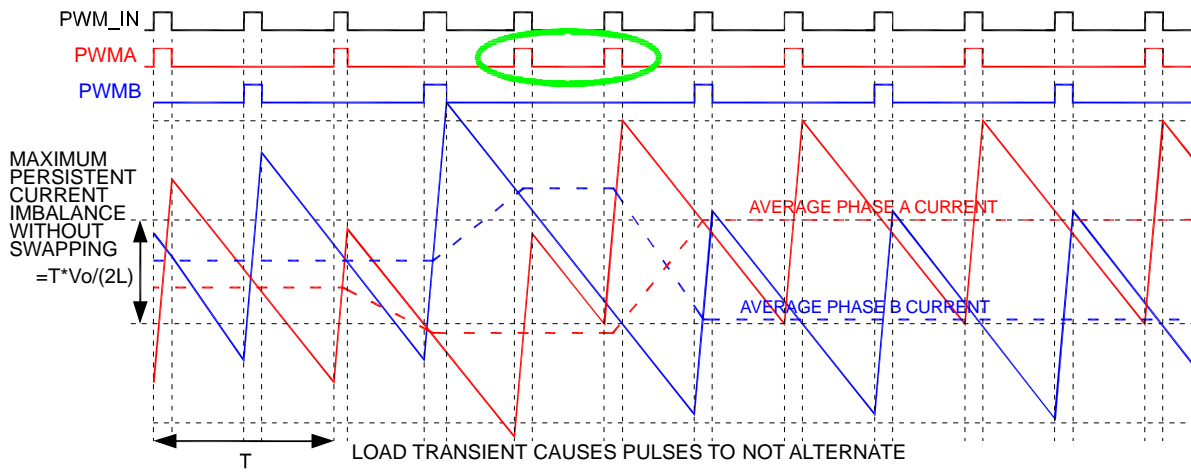 PWM_IN
PWMA
PWMB
MAXIMUM
PERSISTENT
CURRENT
IMBALANCE
WITHOUT
SWAPPING
=T*Vo/(2L)
AVERAGE PHASE A CURRENT
AVERAGE PHASE B CURRENT
T
LOAD TRANSIENT CAUSES PULSES TO NOT ALTERNATE